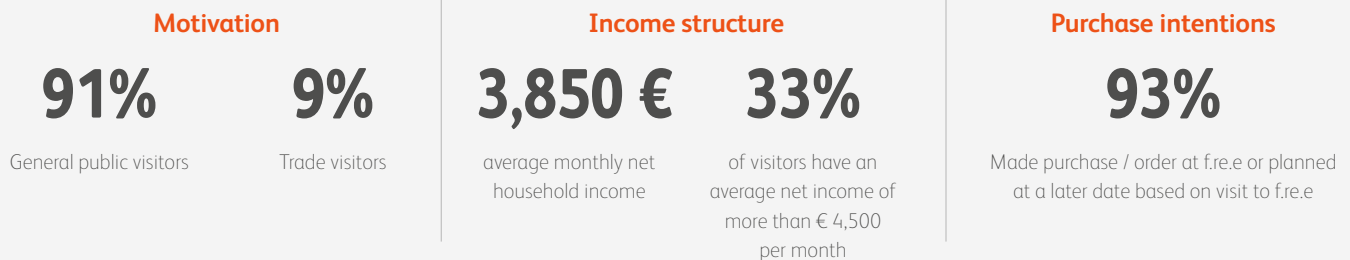 Motivation
91%
General public visitors
9%
Trade visitors
Income structure
3,850 €
average monthly net
household income
33%
of visitors have an
average net income of
more than € 4,500
per month
Purchase intentions
93%
Made purchase / order at f.re.e or planned
at a later date based on visit to f.re.e